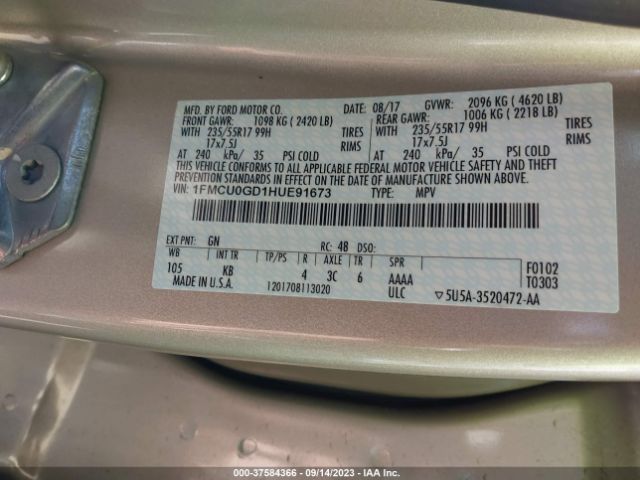 MFD. BY FORD MOTOR CO. DATE: 08/17 GVWR: 2096 KG ( 4620 LB)
FRONT GAWR: 1098 KG ( 2420 LB) REAR GAWR: 1006 KG ( 2218 LB)
WITH 235/55R17 99H TIRES WITH 235/55R17 99H TIRES
17x7.5J RIMS 17x7.5J RIMS
AT 240 kPa/ 35 PSI COLD AT 240 kPa/ 35 PSI COLD
THIS VEHICLE CONFORMS TO ALL APPLICABLE FEDERAL MOTOR VEHICLE SAFETY AND THEFT
PREVENTION STANDARDS IN EFFECT ON THE DATE OF MANUFACTURE SHOWN ABOVE.
VIN: 1FMCU0GD1HUE91673 TYPE: MPV
EXT PNT: GN RC: 48 DSO:
WB INT TR TP/PS R AXLE TR SPR
105 KB 4 3C 6 AAAA F0102
MADE IN U.S.A. 1201708113020 ULC ▽5U5A-3520472-AA T0303
000-37584366 - 09/14/2023 - IAA Inc.